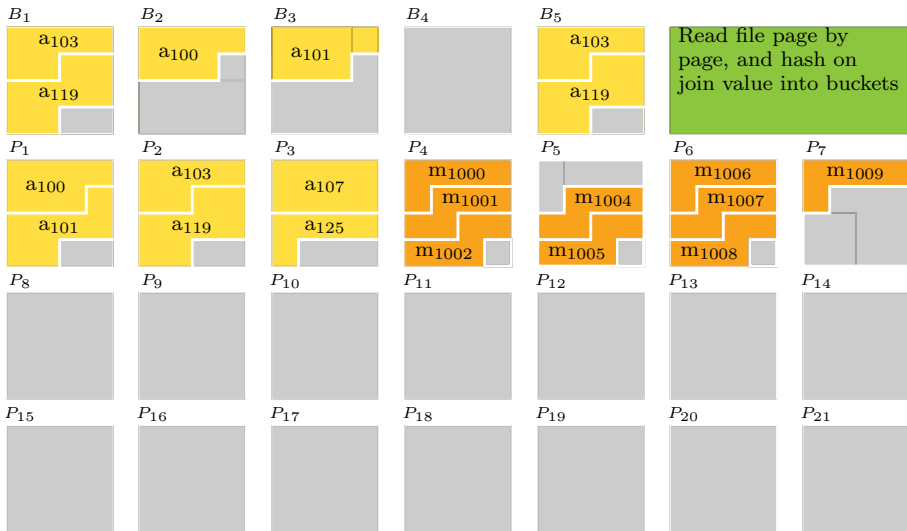 B1 B2 B3 B4 B5
a103 a100 a101 a103 Read file page by
page, and hash on
a119 a119 join value into buckets
P1 P2 P3 P4 P5 P6 P7
a100 a103 a107 m1000 m1006 m1009
m1001 m1004 m1007
a101 a119 a125 m1002 m1005 m1008
P8 P9 P10 P11 P12 P13 P14
P15 P16 P17 P18 P19 P20 P21